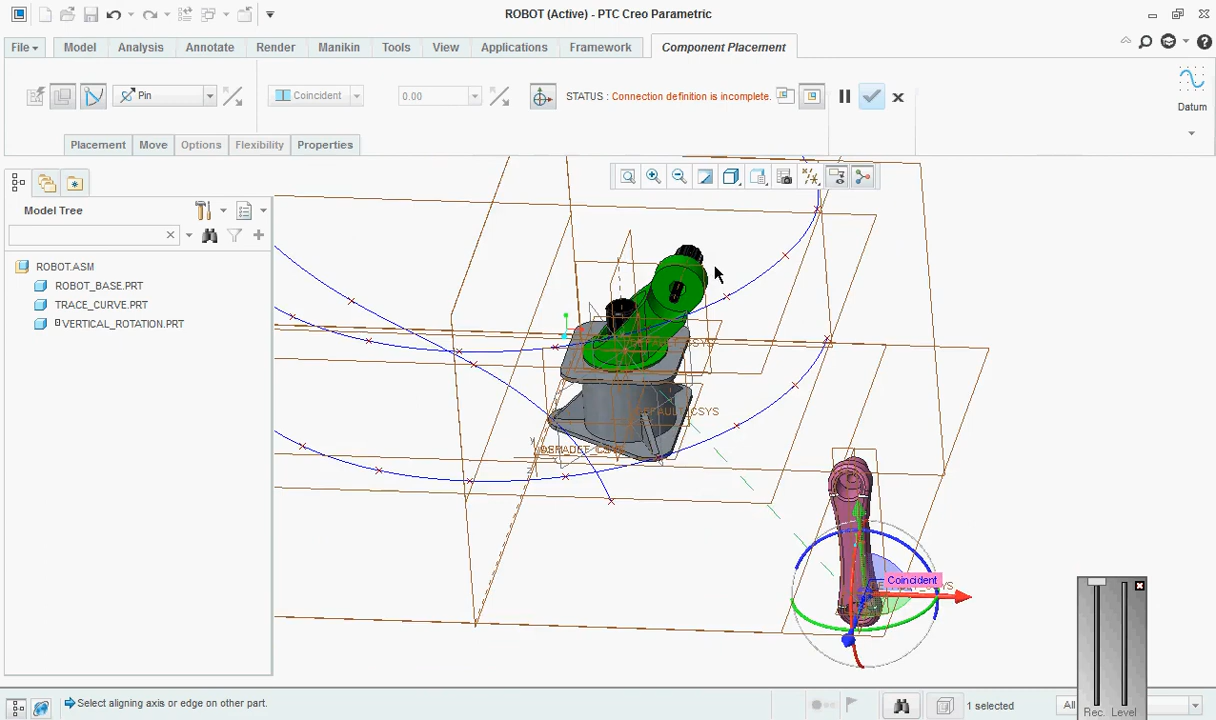 ROBOT (Active) - PTC Creo Parametric
File Model Analysis Annotate Render Manikin Tools View Applications Framework Component Placement
Pin Coincident 0.00 STATUS : Connection definition is incomplete. Datum
Placement Move Options Flexibility Properties
Model Tree
ROBOT.ASM
ROBOT_BASE.PRT
TRACE_CURVE.PRT
VERTICAL_ROTATION.PRT
Coincident
Select aligning axis or edge on other part.
1 selected
All
Rec. Level